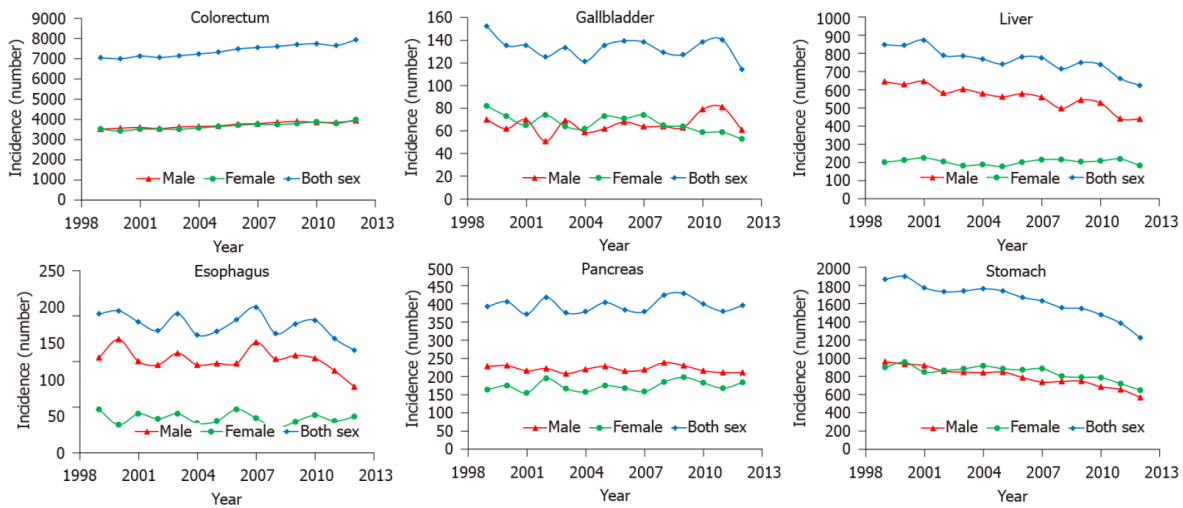 Colorectum
Incidence (number)
9000
8000
7000
6000
5000
4000
3000
2000
1000
0
Male Female Both sex
1998 2001 2004 2007 2010 2013
Year
Gallbladder
Incidence (number)
160
140
120
100
80
60
40
20
0
Male Female Both sex
1998 2001 2004 2007 2010 2013
Year
Liver
Incidence (number)
1000
900
800
700
600
500
400
300
200
100
0
Male Female Both sex
1998 2001 2004 2007 2010 2013
Year
Esophagus
Incidence (number)
250
200
150
100
50
0
Male Female Both sex
1998 2001 2004 2007 2010 2013
Year
Pancreas
Incidence (number)
500
450
400
350
300
250
200
150
100
50
0
Male Female Both sex
1998 2001 2004 2007 2010 2013
Year
Stomach
Incidence (number)
2000
1800
1600
1400
1200
1000
800
600
400
200
0
Male Female Both sex
1998 2001 2004 2007 2010 2013
Year